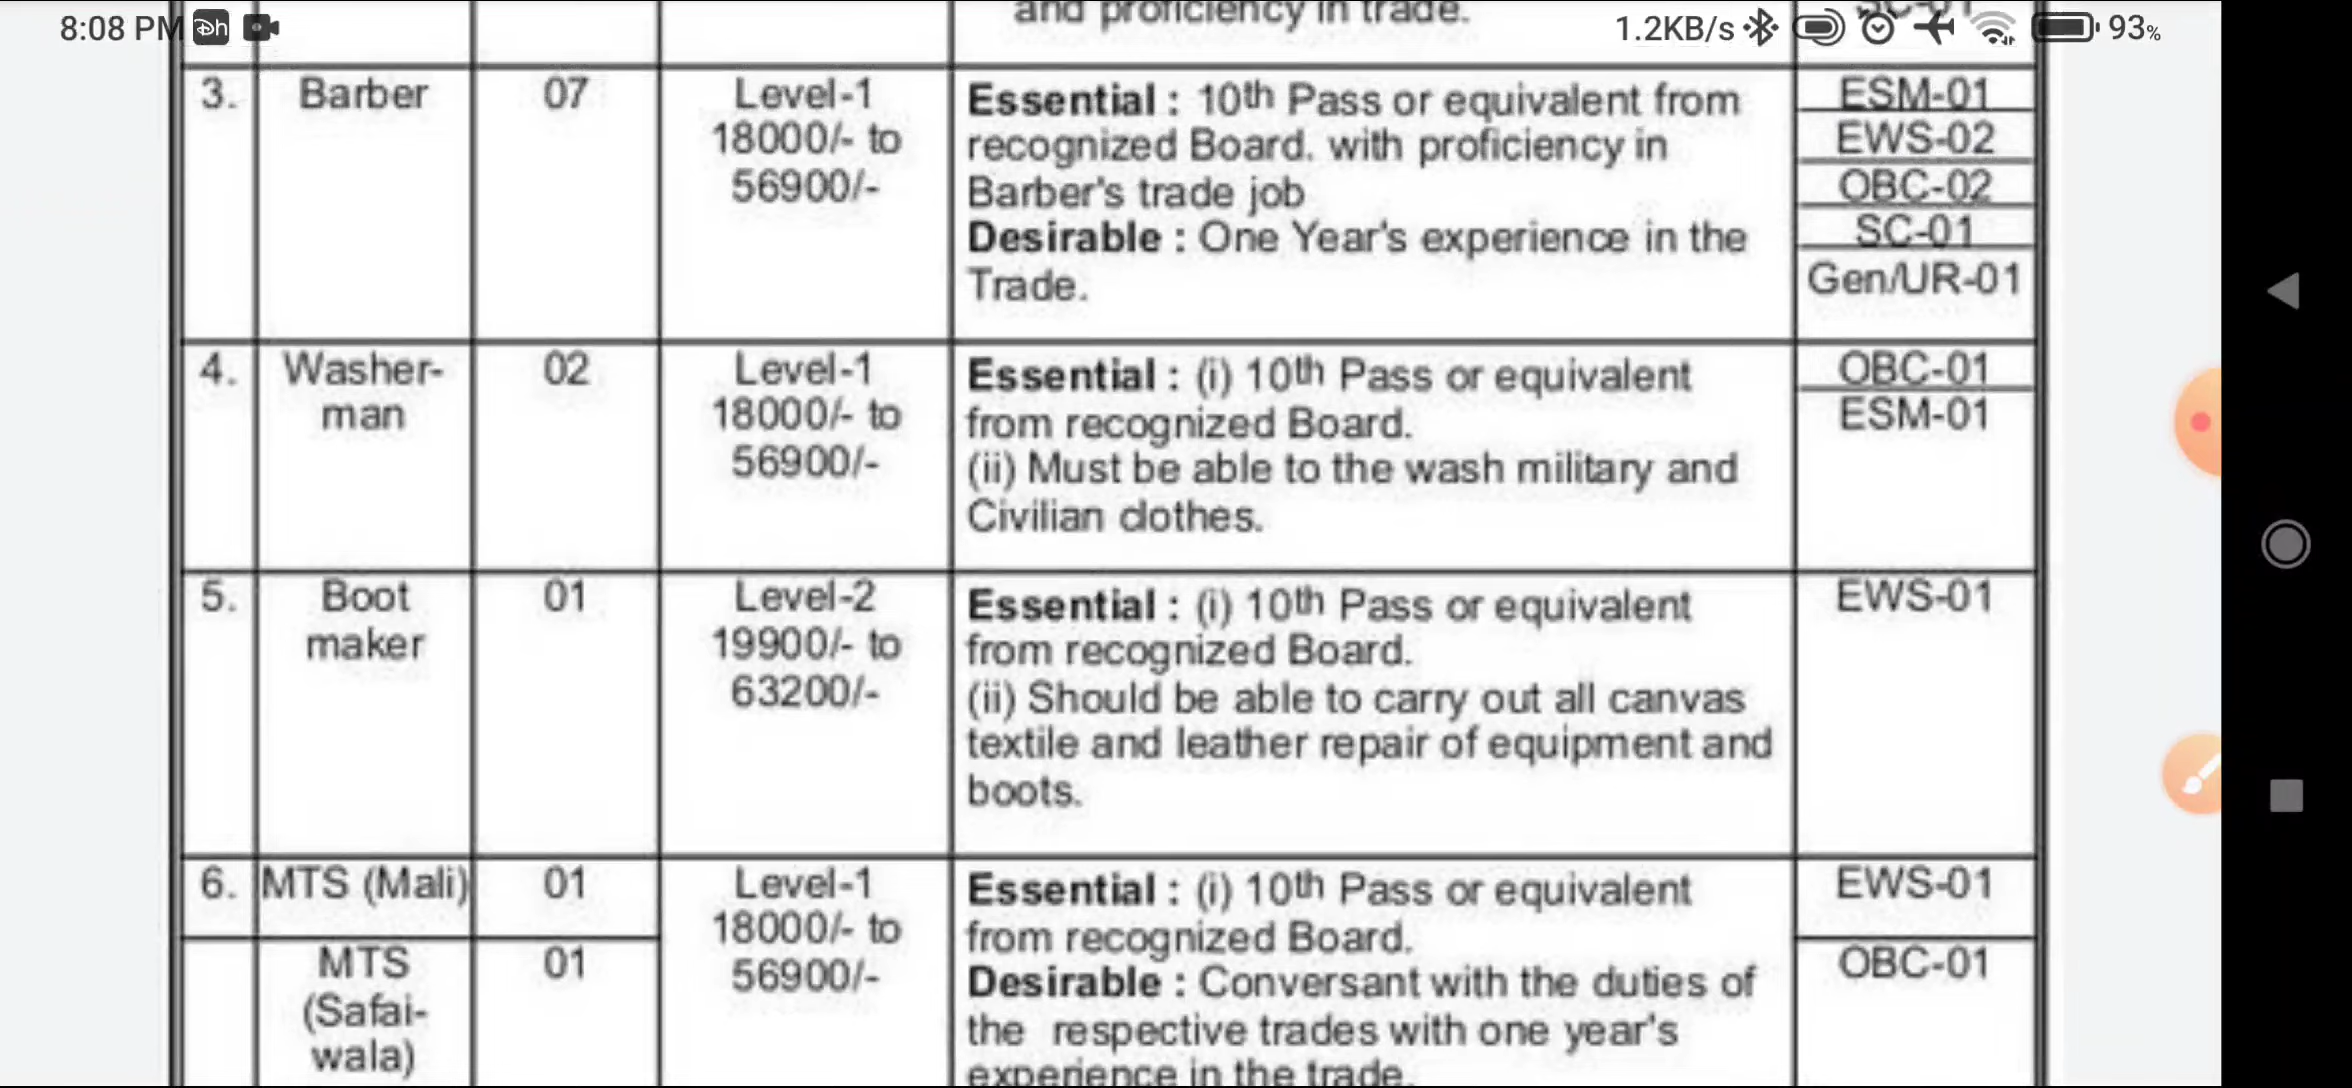 8:08 PM
1.2KB/s
93%
and proficiency in trade.
SC-01
3.
Barber
07
Level-1
18000/- to
56900/-
Essential : 10th Pass or equivalent from
recognized Board. with proficiency in
Barber's trade job
Desirable : One Year's experience in the
Trade.
ESM-01
EWS-02
OBC-02
SC-01
Gen/UR-01
4.
Washer-
man
02
Level-1
18000/- to
56900/-
Essential : (i) 10th Pass or equivalent
from recognized Board.
(ii) Must be able to the wash military and
Civilian clothes.
OBC-01
ESM-01
5.
Boot
maker
01
Level-2
19900/- to
63200/-
Essential : (i) 10th Pass or equivalent
from recognized Board.
(ii) Should be able to carry out all canvas
textile and leather repair of equipment and
boots.
EWS-01
6.
MTS (Mali)
01
Level-1
18000/- to
56900/-
Essential : (i) 10th Pass or equivalent
from recognized Board.
Desirable : Conversant with the duties of
the respective trades with one year's
experience in the trade.
EWS-01
MTS
(Safai-
wala)
01
OBC-01